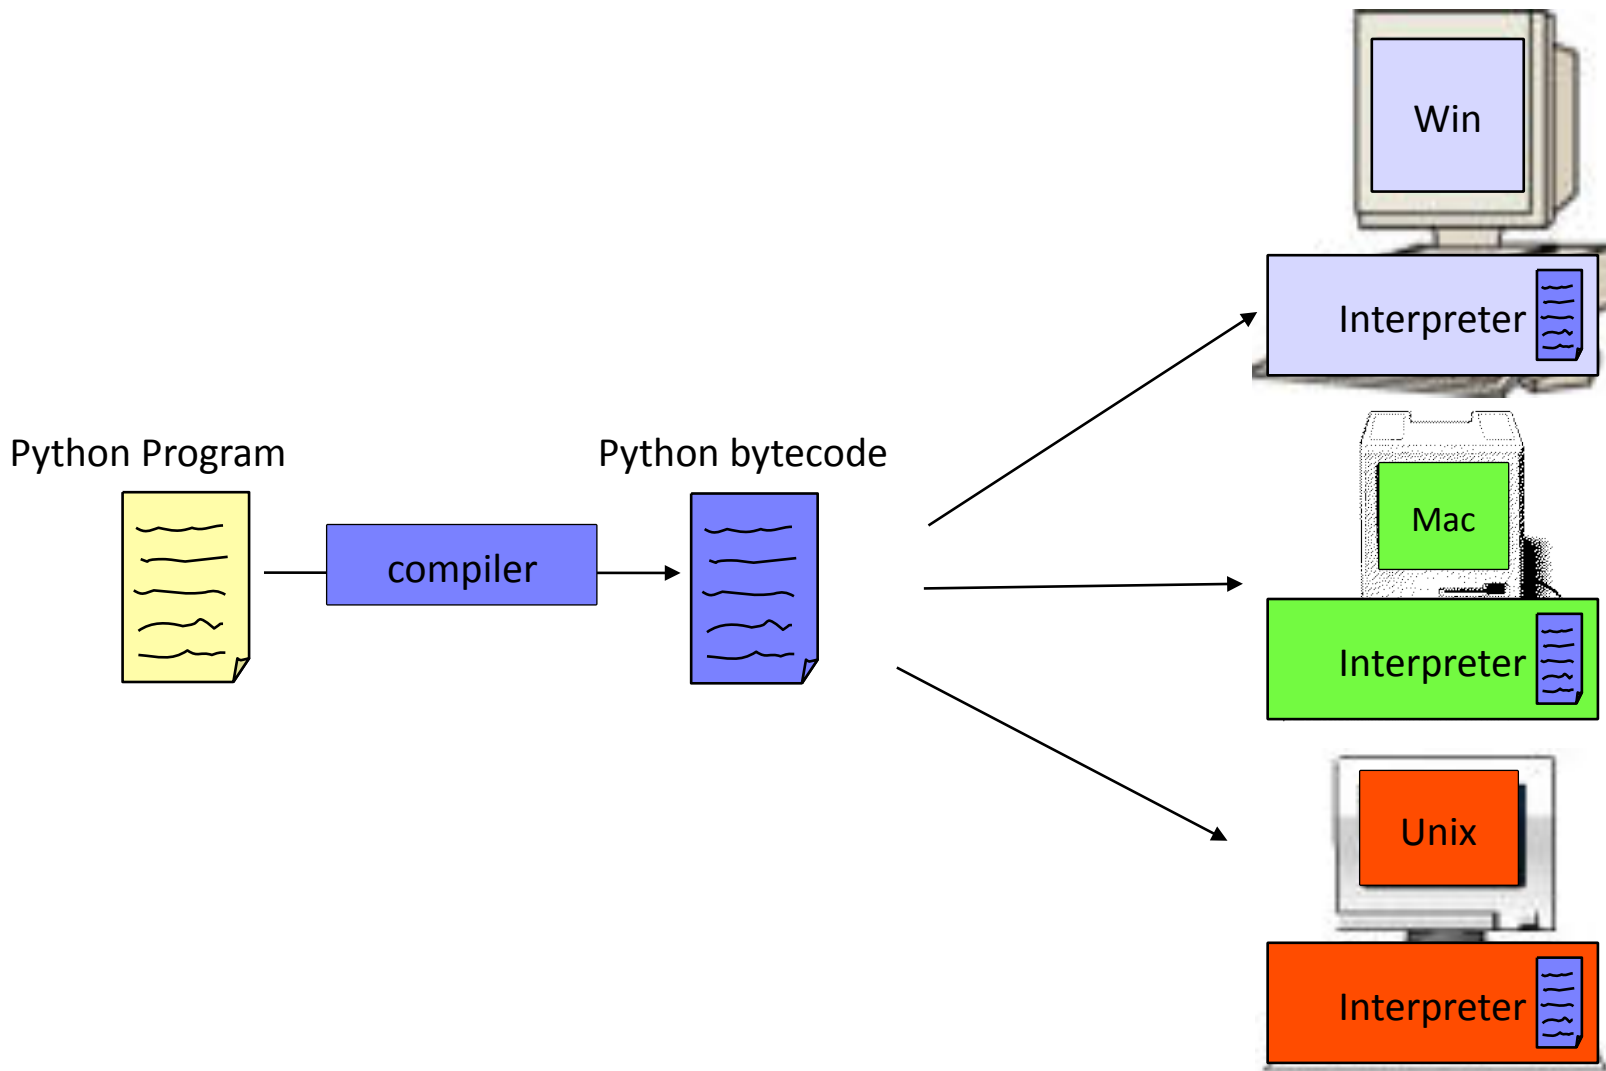 Win
Interpreter
Python Program
Python bytecode
compiler
Mac
Interpreter
Unix
Interpreter